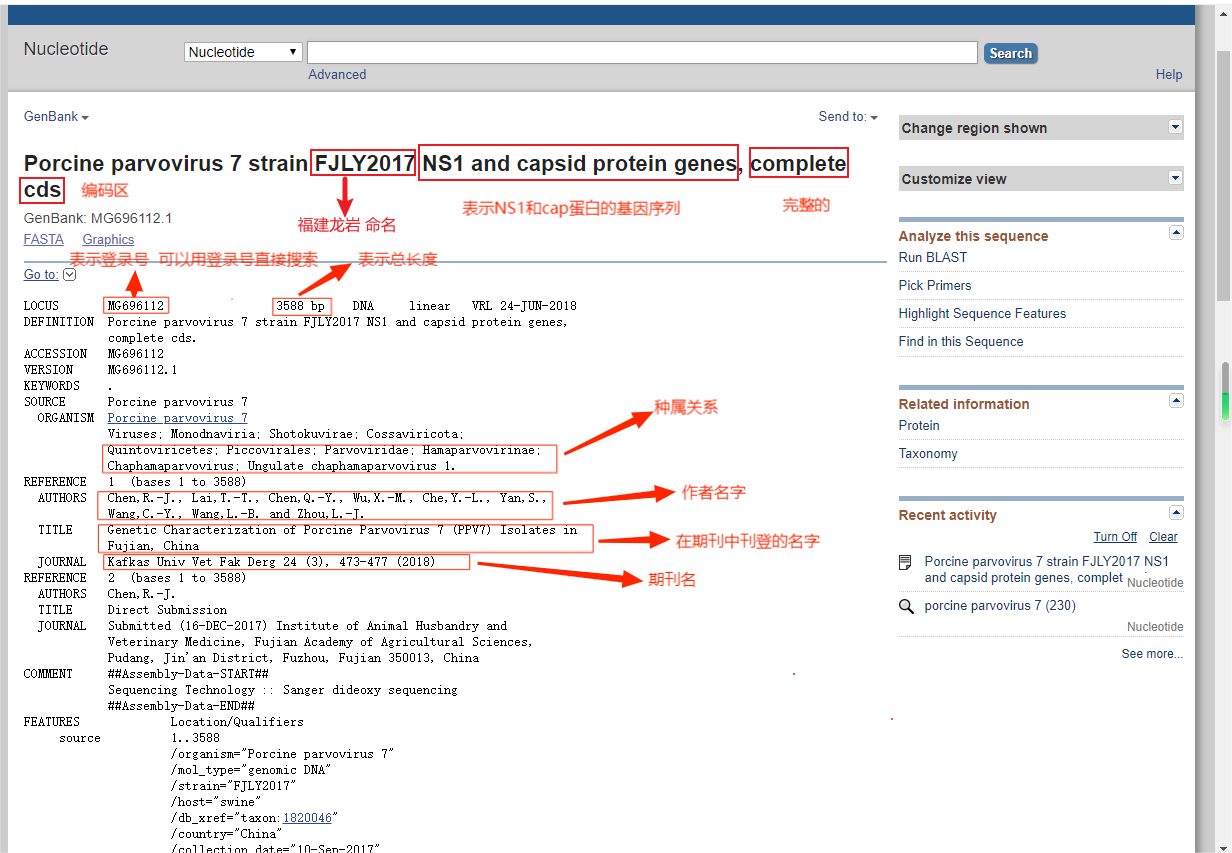 Nucleotide
Nucleotide
Search
Advanced
Help
GenBank
Send to:
Porcine parvovirus 7 strain FJLY2017 NS1 and capsid protein genes, complete
cds 编码区
福建龙岩 命名
表示NS1和cap蛋白的基因序列
完整的
GenBank: MG696112.1
FASTA Graphics
表示登录号 可以用登录号直接搜索
表示总长度
Go to:
LOCUS MG696112 3588 bp DNA linear VRL 24-JUN-2018
DEFINITION Porcine parvovirus 7 strain FJLY2017 NS1 and capsid protein genes,
complete cds.
ACCESSION MG696112
VERSION MG696112.1
KEYWORDS .
SOURCE Porcine parvovirus 7
ORGANISM Porcine parvovirus 7
Viruses; Monodnaviria; Shotokuvirae; Cossaviricota;
Quintoviricetes; Piccovirales; Parvoviridae; Hamaparvovirinae;
Chaphamaparvovirus; Ungulate chaphamaparvovirus 1.
种属关系
REFERENCE 1 (bases 1 to 3588)
AUTHORS Chen,R.-J., Lai,T.-T., Chen,Q.-Y., Wu,X.-M., Che,Y.-L., Yan,S.,
Wang,C.-Y., Wang,L.-B. and Zhou,L.-J.
作者名字
TITLE Genetic Characterization of Porcine Parvovirus 7 (PPV7) Isolates in
Fujian, China
在期刊中刊登的名字
JOURNAL Kafkas Univ Vet Fak Derg 24 (3), 473-477 (2018)
期刊名
REFERENCE 2 (bases 1 to 3588)
AUTHORS Chen,R.-J.
TITLE Direct Submission
JOURNAL Submitted (16-DEC-2017) Institute of Animal Husbandry and
Veterinary Medicine, Fujian Academy of Agricultural Sciences,
Pudang, Jin'an District, Fuzhou, Fujian 350013, China
COMMENT ##Assembly-Data-START##
Sequencing Technology :: Sanger dideoxy sequencing
##Assembly-Data-END##
FEATURES Location/Qualifiers
source 1..3588
/organism="Porcine parvovirus 7"
/mol_type="genomic DNA"
/strain="FJLY2017"
/host="swine"
/db_xref="taxon:1820046"
/country="China"
/collection_date="10-Sep-2017"
Change region shown
Customize view
Analyze this sequence
Run BLAST
Pick Primers
Highlight Sequence Features
Find in this Sequence
Related information
Protein
Taxonomy
Recent activity
Turn Off Clear
Porcine parvovirus 7 strain FJLY2017 NS1
and capsid protein genes, complet
Nucleotide
porcine parvovirus 7 (230)
Nucleotide
See more...